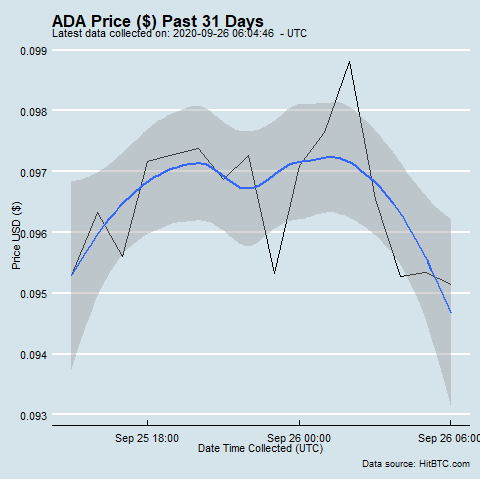 ADA Price ($) Past 31 Days
Latest data collected on: 2020-09-26 06:04:46  - UTC
0.099
0.098
0.097
0.096
0.095
0.094
0.093
Price USD ($)
Sep 25 18:00
Sep 26 00:00
Sep 26 06:00
Date Time Collected (UTC)
Data source: HitBTC.com